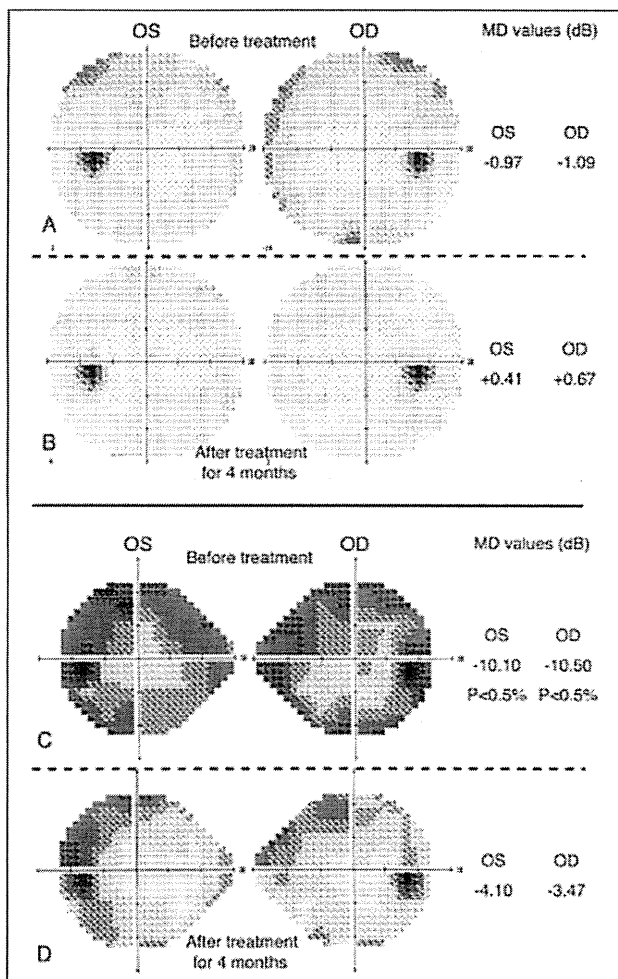 OS Before treatment OD MD values (dB)
OS OD
-0.97 -1.09
A
OS OD
+0.41 +0.67
B
After treatment
for 4 months
OS Before treatment OD MD values (dB)
OS OD
-10.10 -10.50
P<0.5% P<0.5%
C
OS OD
-4.10 -3.47
D
After treatment
for 4 months